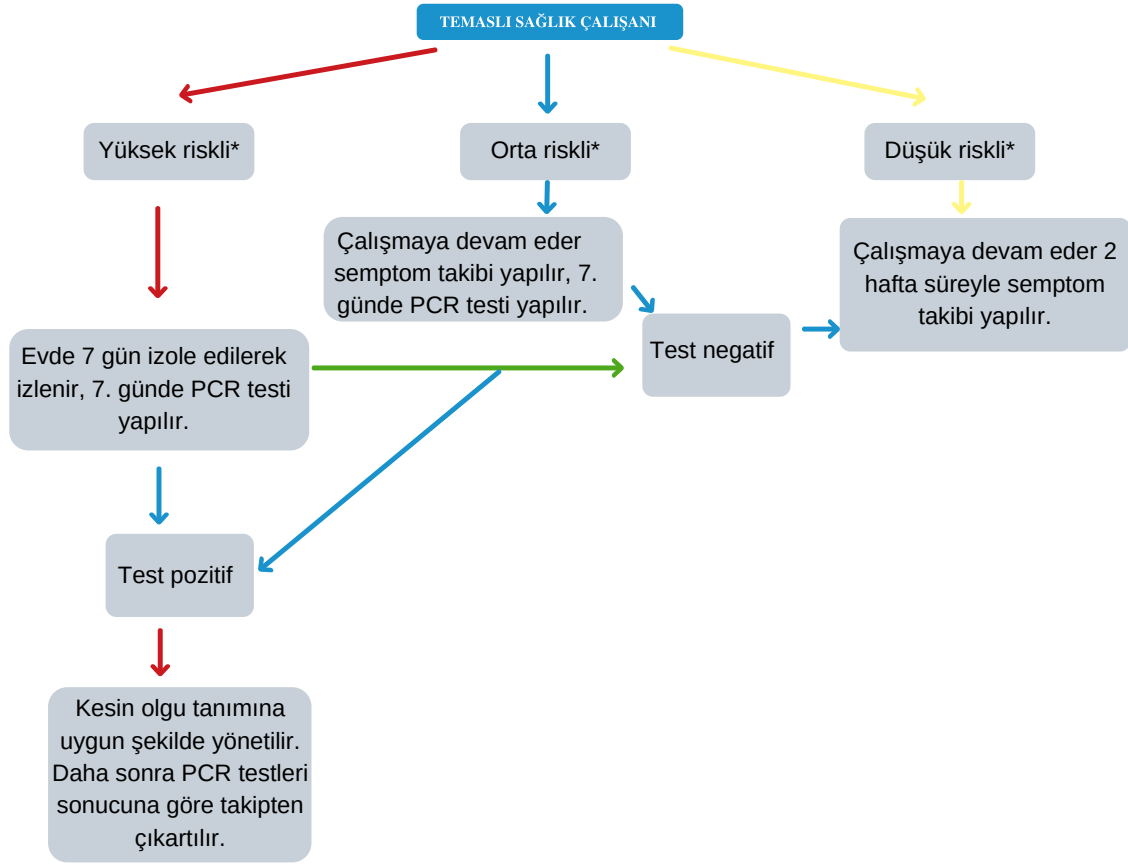 TEMASLI SAĞLIK ÇALIŞANI
Yüksek riskli*
Orta riskli*
Düşük riskli*
Çalışmaya devam eder
semptom takibi yapılır, 7.
günde PCR testi yapılır.
Çalışmaya devam eder 2
hafta süreyle semptom
takibi yapılır.
Evde 7 gün izole edilerek
izlenir, 7. günde PCR testi
yapılır.
Test negatif
Test pozitif
Kesin olgu tanımına
uygun şekilde yönetilir.
Daha sonra PCR testleri
sonucuna göre takipten
çıkartılır.